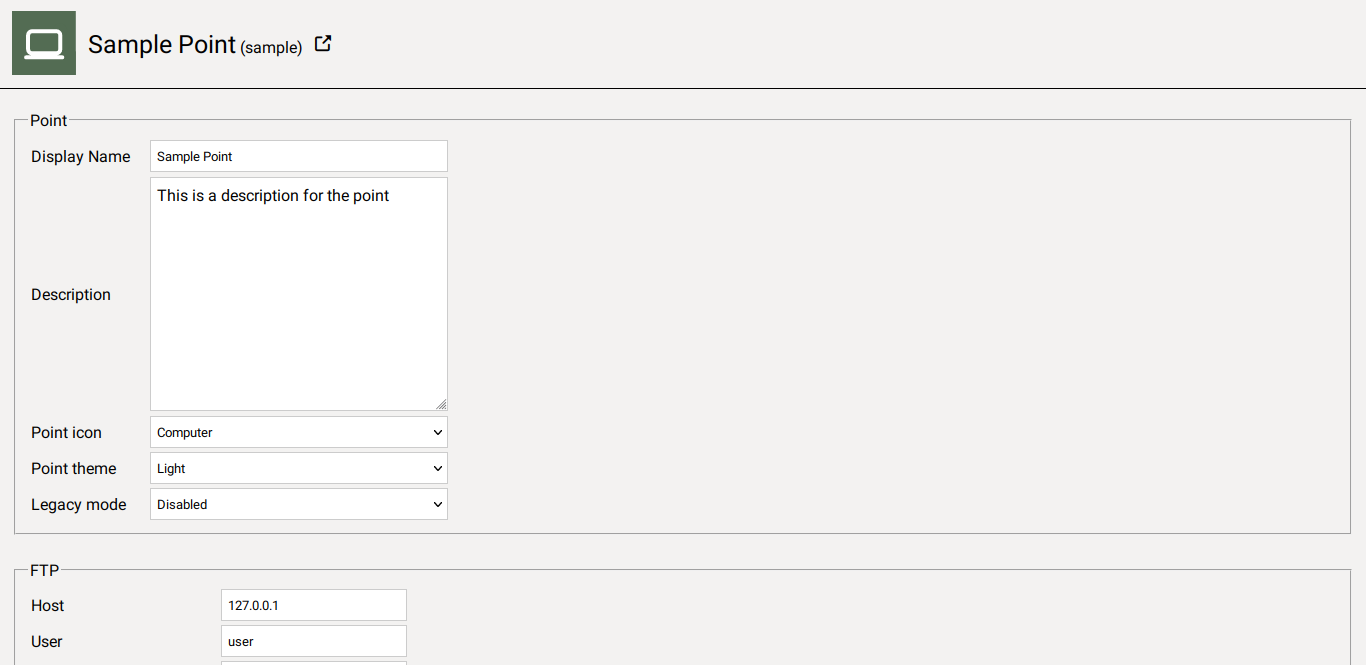 Sample Point (sample)
Point
Display Name Sample Point
Description This is a description for the point
Point icon Computer
Point theme Light
Legacy mode Disabled
FTP
Host 127.0.0.1
User user